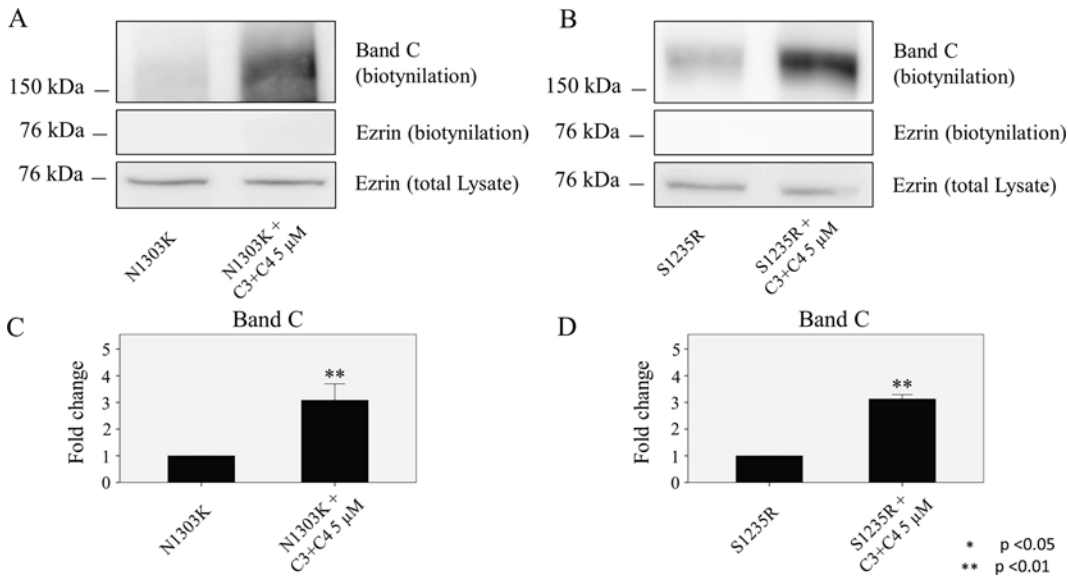 A
150 kDa
Band C
(biotynilation)
76 kDa
Ezrin (biotynilation)
76 kDa
Ezrin (total Lysate)
N1303K
N1303K +
C3+C4 5 µM
B
150 kDa
Band C
(biotynilation)
76 kDa
Ezrin (biotynilation)
76 kDa
Ezrin (total Lysate)
S1235R
S1235R +
C3+C4 5 µM
C
Band C
Fold change
5
4
3
2
1
0
**
N1303K
N1303K +
C3+C4 5 µM
D
Band C
Fold change
5
4
3
2
1
0
**
S1235R
S1235R +
C3+C4 5 µM
* p <0.05
** p <0.01